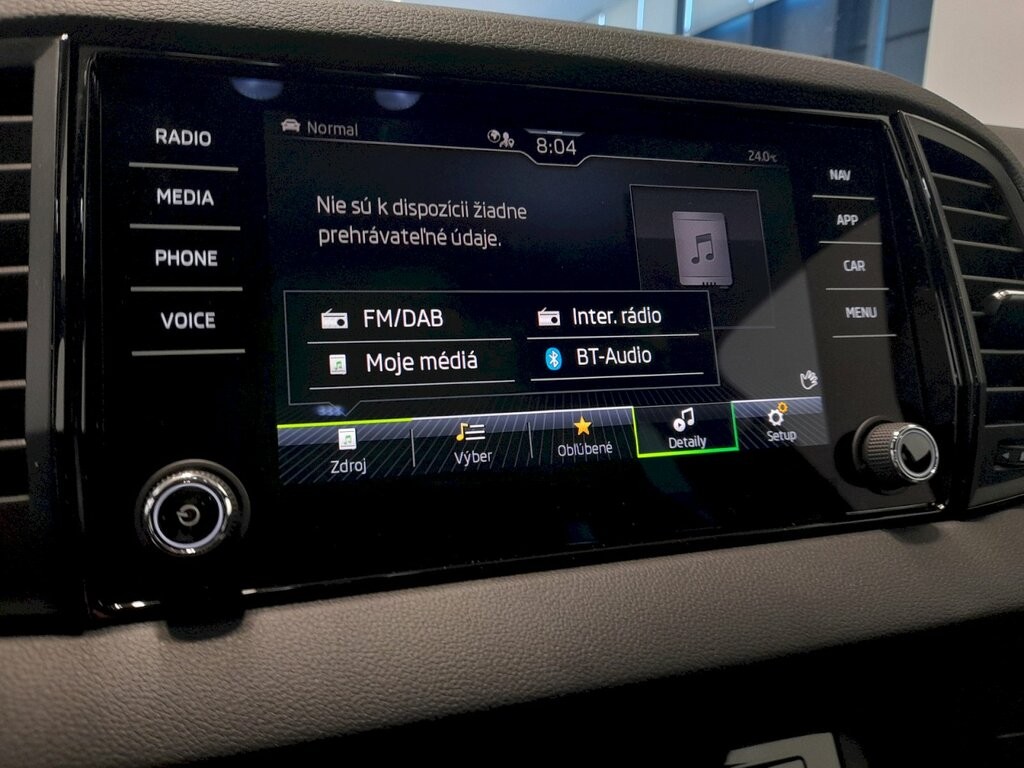 RADIO
MEDIA
PHONE
VOICE
Normal
8:04
24.0°C
Nie sú k dispozícii žiadne
prehrávateľné údaje.
FM/DAB
Inter. rádio
Moje médiá
BT-Audio
Zdroj
Výber
Obľúbené
Detaily
Setup
NAV
APP
CAR
MENU